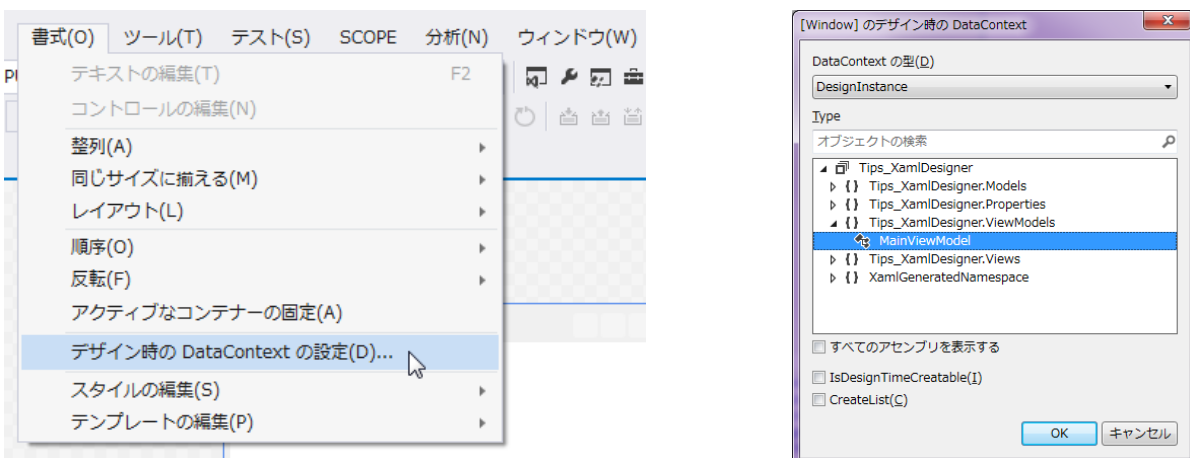 書式(O) ツール(T) テスト(S) SCOPE 分析(N) ウィンドウ(W)
テキストの編集(T) F2
コントロールの編集(N)
整列(A)
同じサイズに揃える(M)
レイアウト(L)
順序(O)
反転(F)
アクティブなコンテナーの固定(A)
デザイン時の DataContext の設定(D)...
スタイルの編集(S)
テンプレートの編集(P)
[Window] のデザイン時の DataContext
DataContext の型(D)
DesignInstance
Type
オブジェクトの検索
Tips_XamlDesigner
{} Tips_XamlDesigner.Models
{} Tips_XamlDesigner.Properties
{} Tips_XamlDesigner.ViewModels
MainViewModel
{} Tips_XamlDesigner.Views
{} XamlGeneratedNamespace
すべてのアセンブリを表示する
IsDesignTimeCreatable(I)
CreateList(C)
OK キャンセル